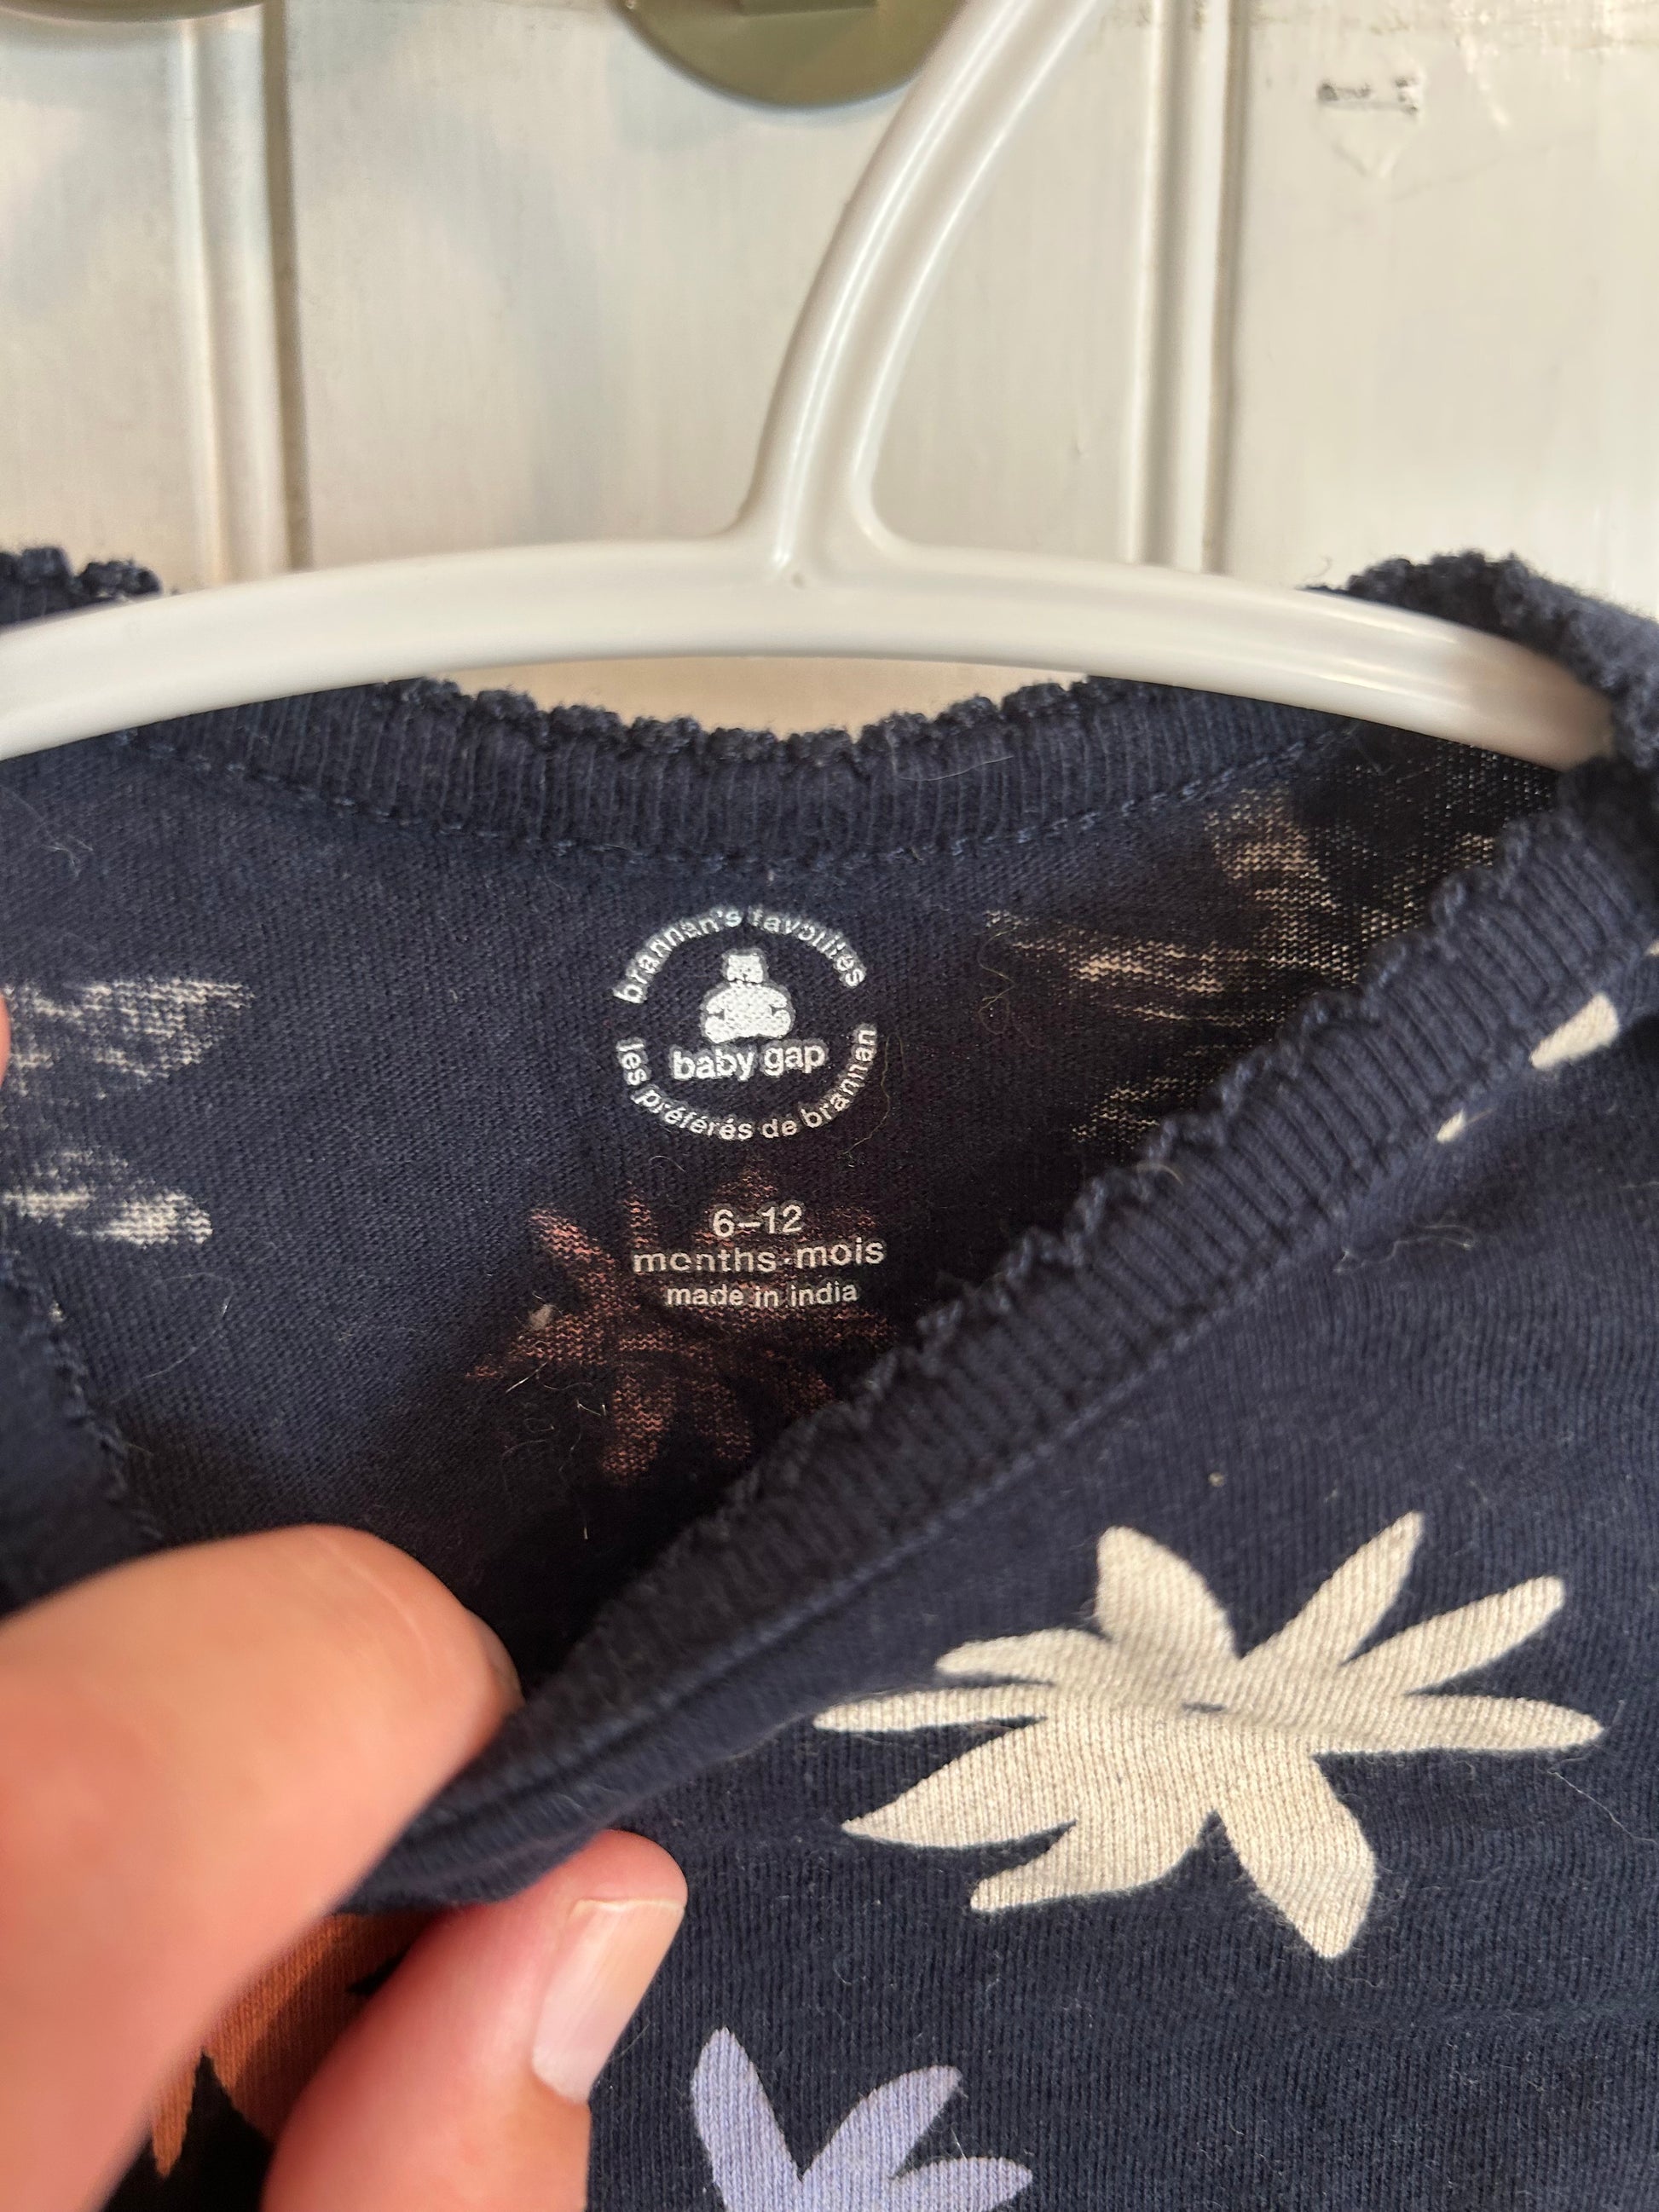 brannan's favorites
baby gap
les préférés de brannan
6–12
months·mois
made in india